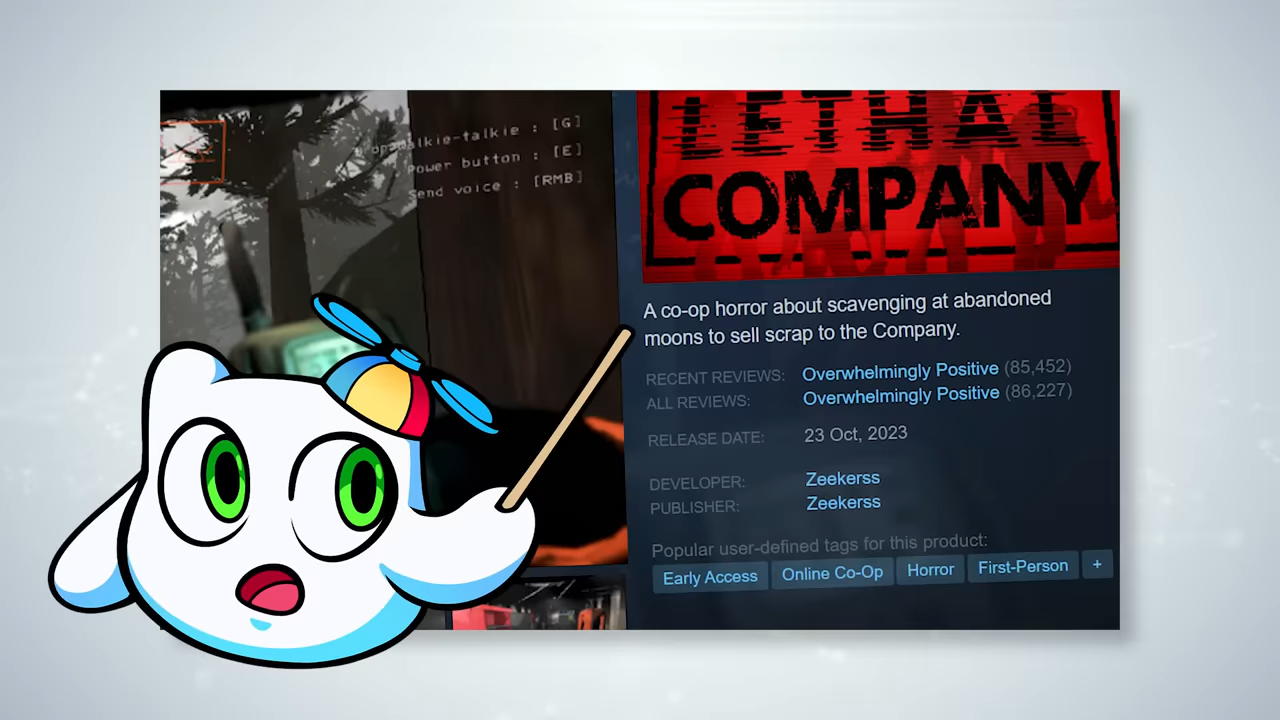 walkie-talkie : [G]
Power button : [E]
Send voice : [RMB]
LETHAL
COMPANY
A co-op horror about scavenging at abandoned
moons to sell scrap to the Company.
RECENT REVIEWS: Overwhelmingly Positive (85,452)
ALL REVIEWS: Overwhelmingly Positive (86,227)
RELEASE DATE: 23 Oct, 2023
DEVELOPER: Zeekerss
PUBLISHER: Zeekerss
Popular user-defined tags for this product:
Early Access Online Co-Op Horror First-Person +